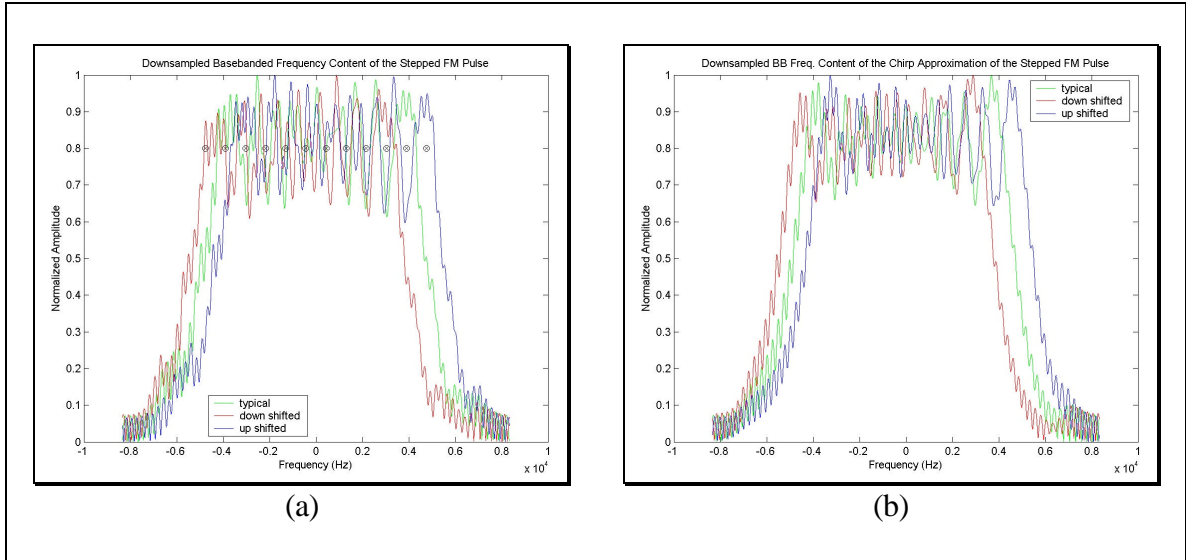 Downsampled Basebanded Frequency Content of the Stepped FM Pulse
1
0.9
0.8
0.7
0.6
0.5
0.4
0.3
0.2
0.1
0
Normalized Amplitude
typical
down shifted
up shifted
-1
-0.8
-0.6
-0.4
-0.2
0
0.2
0.4
0.6
0.8
1
Frequency (Hz)
x 10^4
(a)
Downsampled BB Freq. Content of the Chirp Approximation of the Stepped FM Pulse
1
0.9
0.8
0.7
0.6
0.5
0.4
0.3
0.2
0.1
0
Normalized Amplitude
typical
down shifted
up shifted
-1
-0.8
-0.6
-0.4
-0.2
0
0.2
0.4
0.6
0.8
1
Frequency (Hz)
x 10^4
(b)